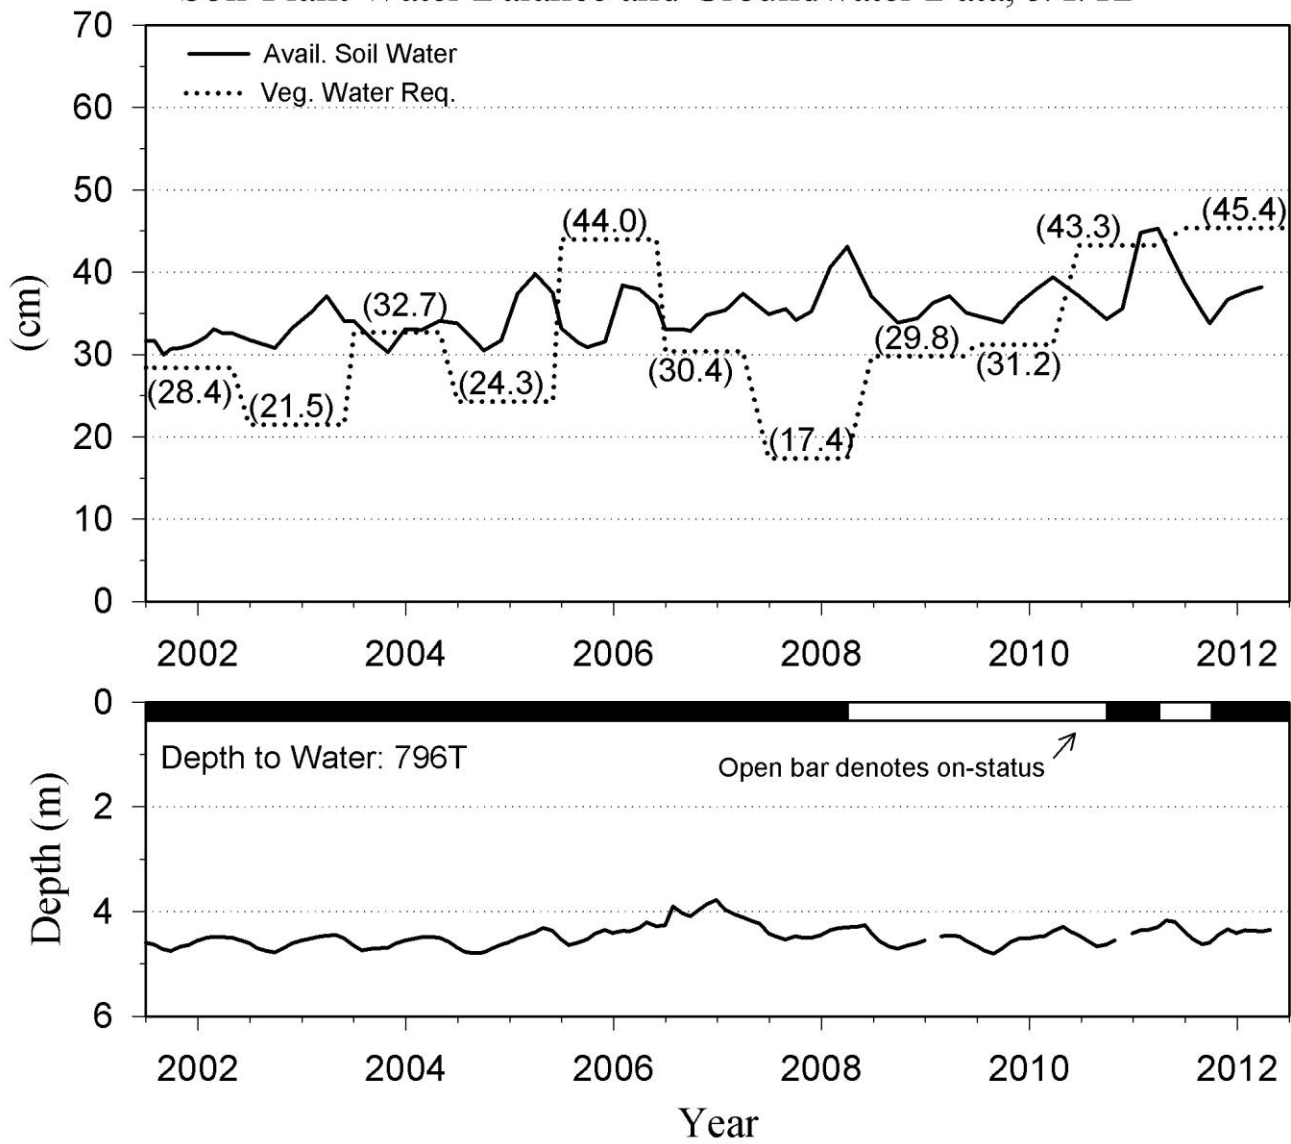 70
Avail. Soil Water
Veg. Water Req.
60
50
40
30
20
10
0
(cm)
(28.4)
(21.5)
(32.7)
(24.3)
(44.0)
(30.4)
(17.4)
(29.8)
(31.2)
(43.3)
(45.4)
2002 2004 2006 2008 2010 2012
0
2
4
6
Depth (m)
Depth to Water: 796T
Open bar denotes on-status
2002 2004 2006 2008 2010 2012
Year